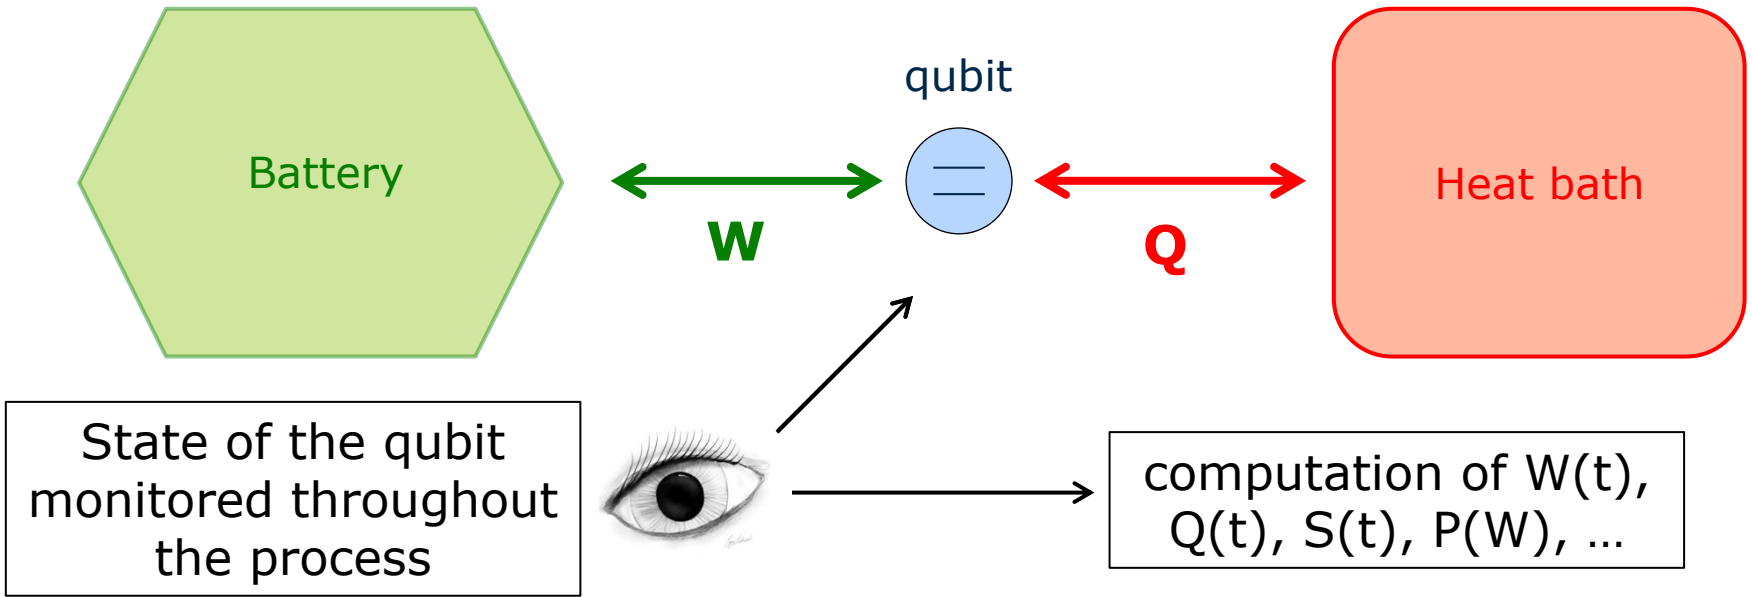 qubit
Battery
Heat bath
W
Q
State of the qubit
monitored throughout
the process
computation of W(t),
Q(t), S(t), P(W), ...